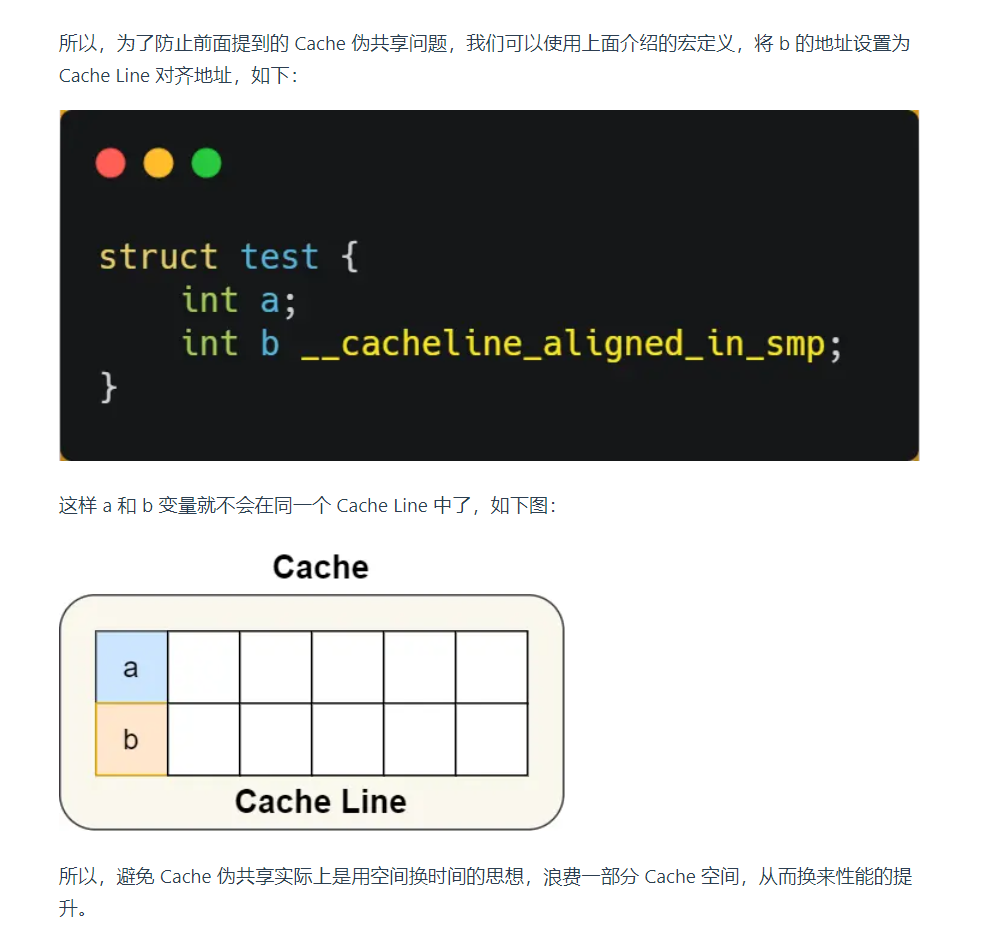 所以，为了防止前面提到的 Cache 伪共享问题，我们可以使用上面介绍的宏定义，将 b 的地址设置为
Cache Line 对齐地址，如下：
struct test {
    int a;
    int b __cacheline_aligned_in_smp;
}
这样 a 和 b 变量就不会在同一个 Cache Line 中了，如下图：
Cache
a
b
Cache Line
所以，避免 Cache 伪共享实际上是用空间换时间的思想，浪费一部分 Cache 空间，从而换来性能的提
升。